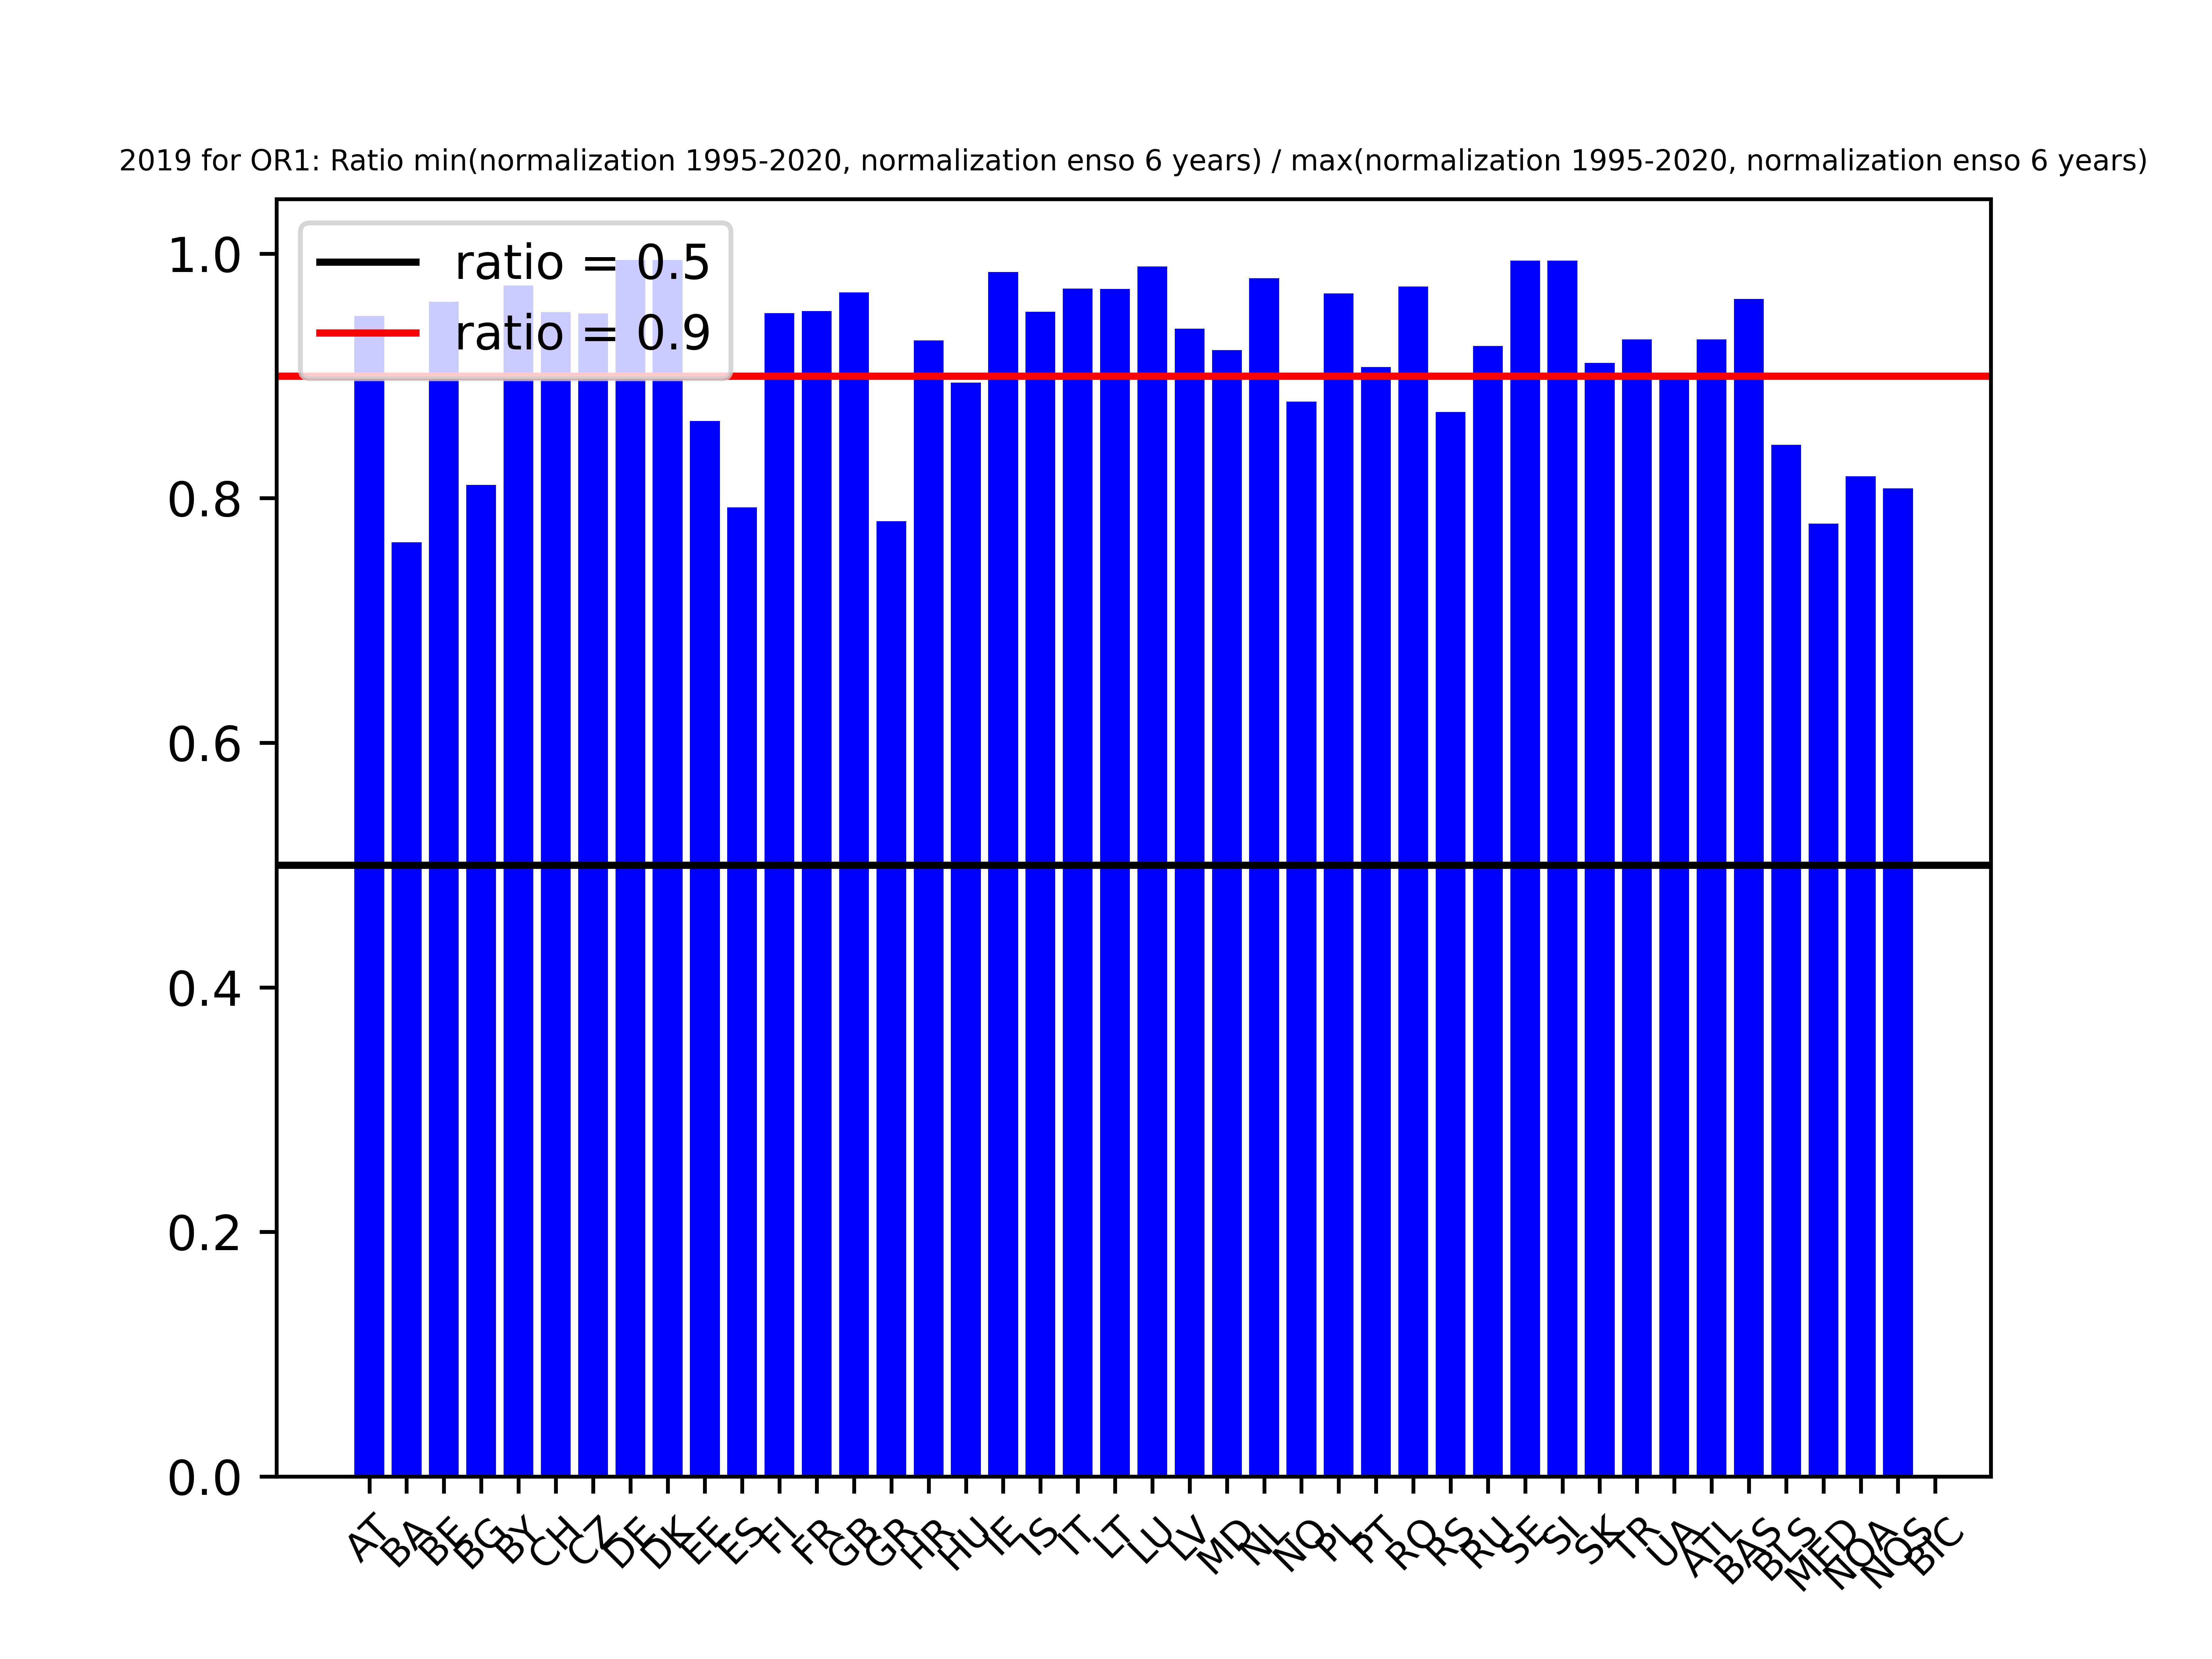 2019 for OR1: Ratio min(normalization 1995-2020, normalization enso 6 years) / max(normalization 1995-2020, normalization enso 6 years)
ratio = 0.5
ratio = 0.9
1.0
0.8
0.6
0.4
0.2
0.0
AT BA BE BG BY CH CZ DE DK EE ES FI FR GB GR HR HU IE IS IT LT LU LV MD NL NO PL PT RO RS RU SE SI SK TR UA ATL BAS BLS MED NOA NOS BIC